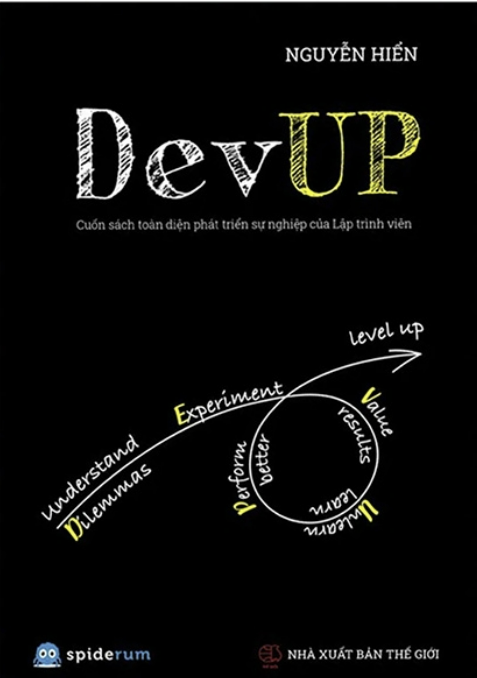 NGUYỄN HIỂN
DevUP
Cuốn sách toàn diện phát triển sự nghiệp của Lập trình viên
level up
Experiment
Value
results
understand
Dilemmas
Perform
better
learn
Unlearn
spiderum
NHÀ XUẤT BẢN THẾ GIỚI